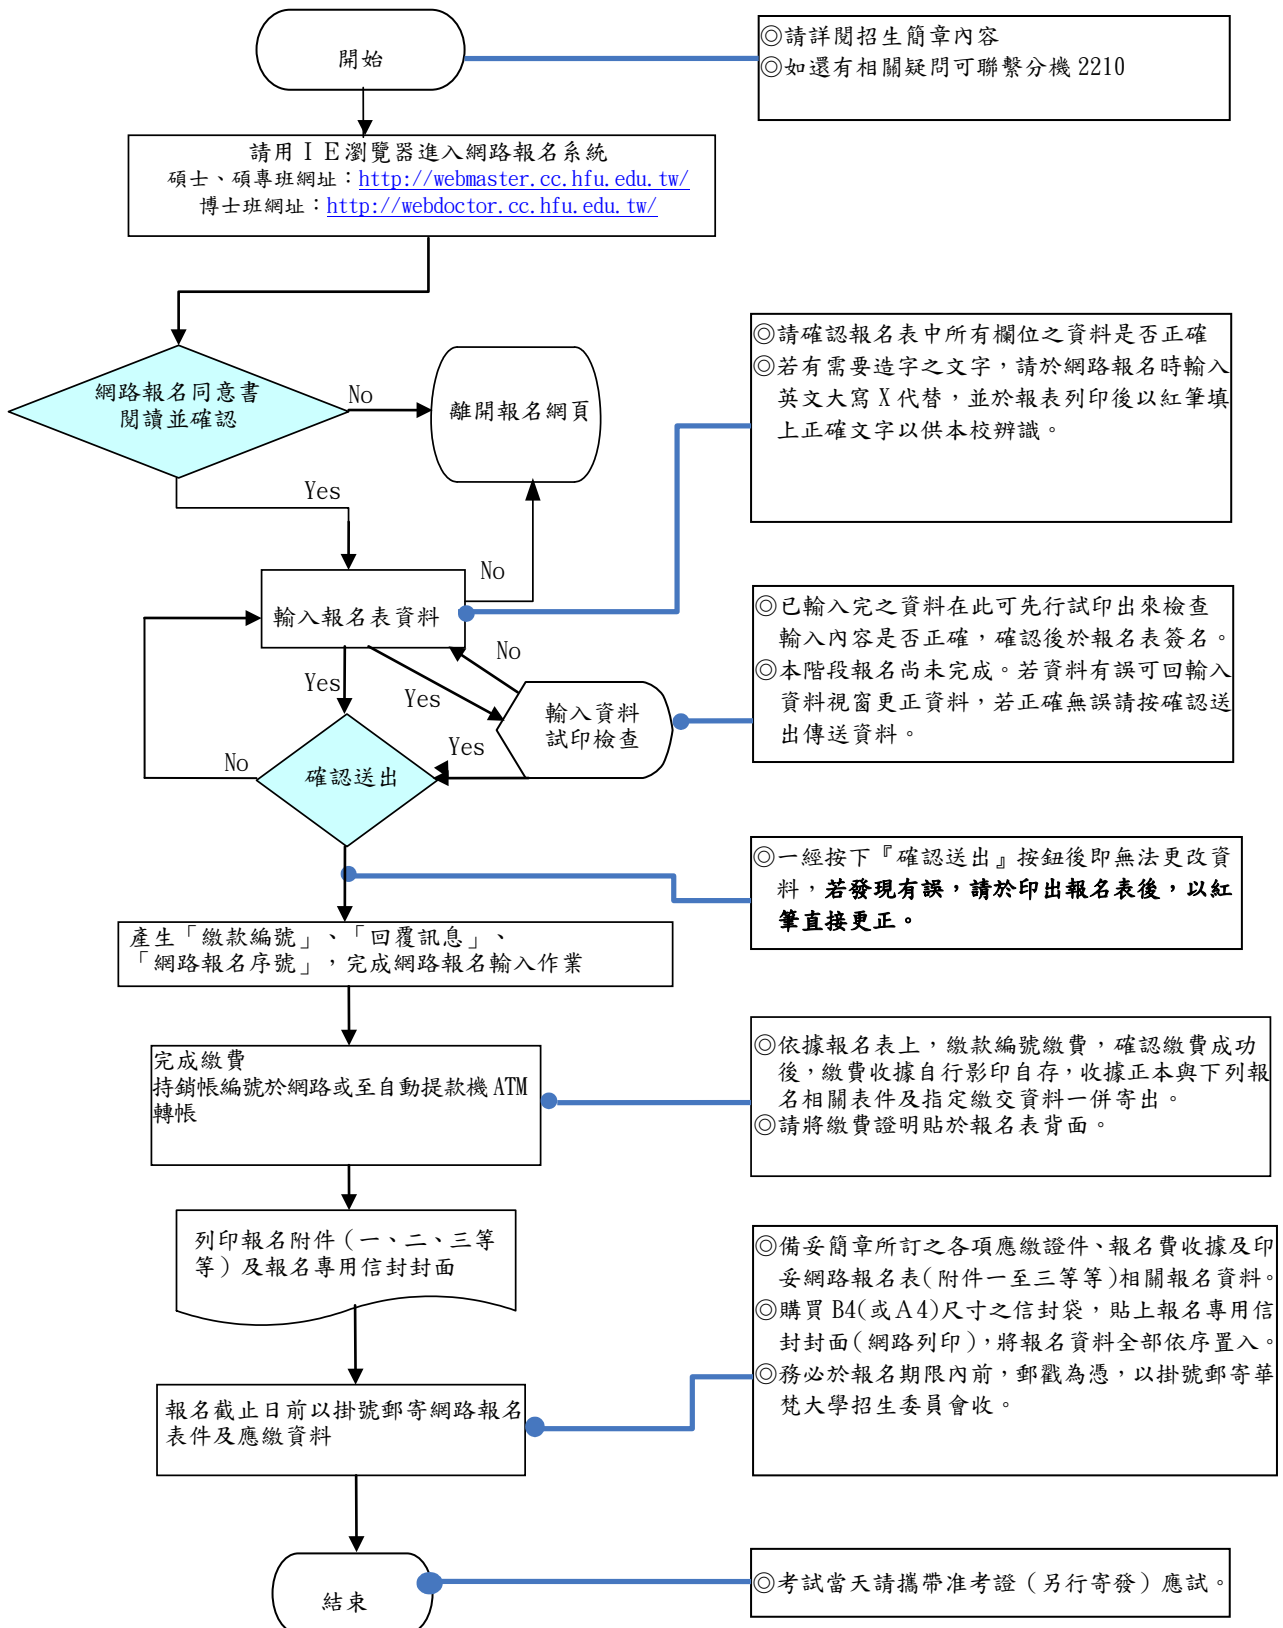 開始
◎請詳閱招生簡章內容
◎如還有相關疑問可聯繫分機 2210
請用ＩＥ瀏覽器進入網路報名系統
碩士、碩專班網址：http://webmaster.cc.hfu.edu.tw/
博士班網址：http://webdoctor.cc.hfu.edu.tw/
網路報名同意書
閱讀並確認
No
離開報名網頁
Yes
◎請確認報名表中所有欄位之資料是否正確
◎若有需要造字之文字，請於網路報名時輸入
英文大寫 X 代替，並於報表列印後以紅筆填
上正確文字以供本校辨識。
輸入報名表資料
No
No
Yes
Yes
輸入資料
試印檢查
◎已輸入完之資料在此可先行試印出來檢查
輸入內容是否正確，確認後於報名表簽名。
◎本階段報名尚未完成。若資料有誤可回輸入
資料視窗更正資料，若正確無誤請按確認送
出傳送資料。
Yes
No
確認送出
◎一經按下『確認送出』按鈕後即無法更改資
料，若發現有誤，請於印出報名表後，以紅
筆直接更正。
產生「繳款編號」、「回覆訊息」、
「網路報名序號」，完成網路報名輸入作業
完成繳費
持銷帳編號於網路或至自動提款機 ATM
轉帳
◎依據報名表上，繳款編號繳費，確認繳費成功
後，繳費收據自行影印自存，收據正本與下列報
名相關表件及指定繳交資料一併寄出。
◎請將繳費證明貼於報名表背面。
列印報名附件（一、二、三等
等）及報名專用信封封面
◎備妥簡章所訂之各項應繳證件、報名費收據及印
妥網路報名表(附件一至三等等)相關報名資料。
◎購買 B4(或Ａ4)尺寸之信封袋，貼上報名專用信
封封面(網路列印)，將報名資料全部依序置入。
◎務必於報名期限內前，郵戳為憑，以掛號郵寄華
梵大學招生委員會收。
報名截止日前以掛號郵寄網路報名
表件及應繳資料
結束
◎考試當天請攜帶准考證（另行寄發）應試。